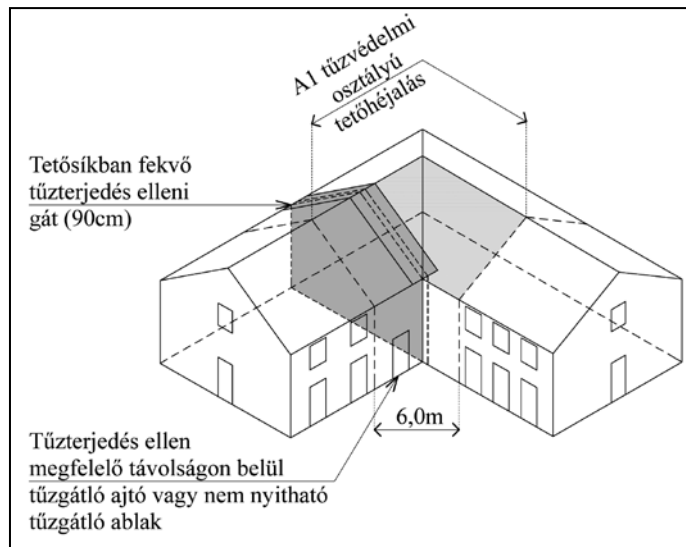 A1 tűzvédelmi
osztályú
tetőhéjalás
Tetősíkban fekvő
tűzterjedés elleni
gát (90cm)
6,0m
Tűzterjedés ellen
megfelelő távolságon belül
tűzgátló ajtó vagy nem nyitható
tűzgátló ablak